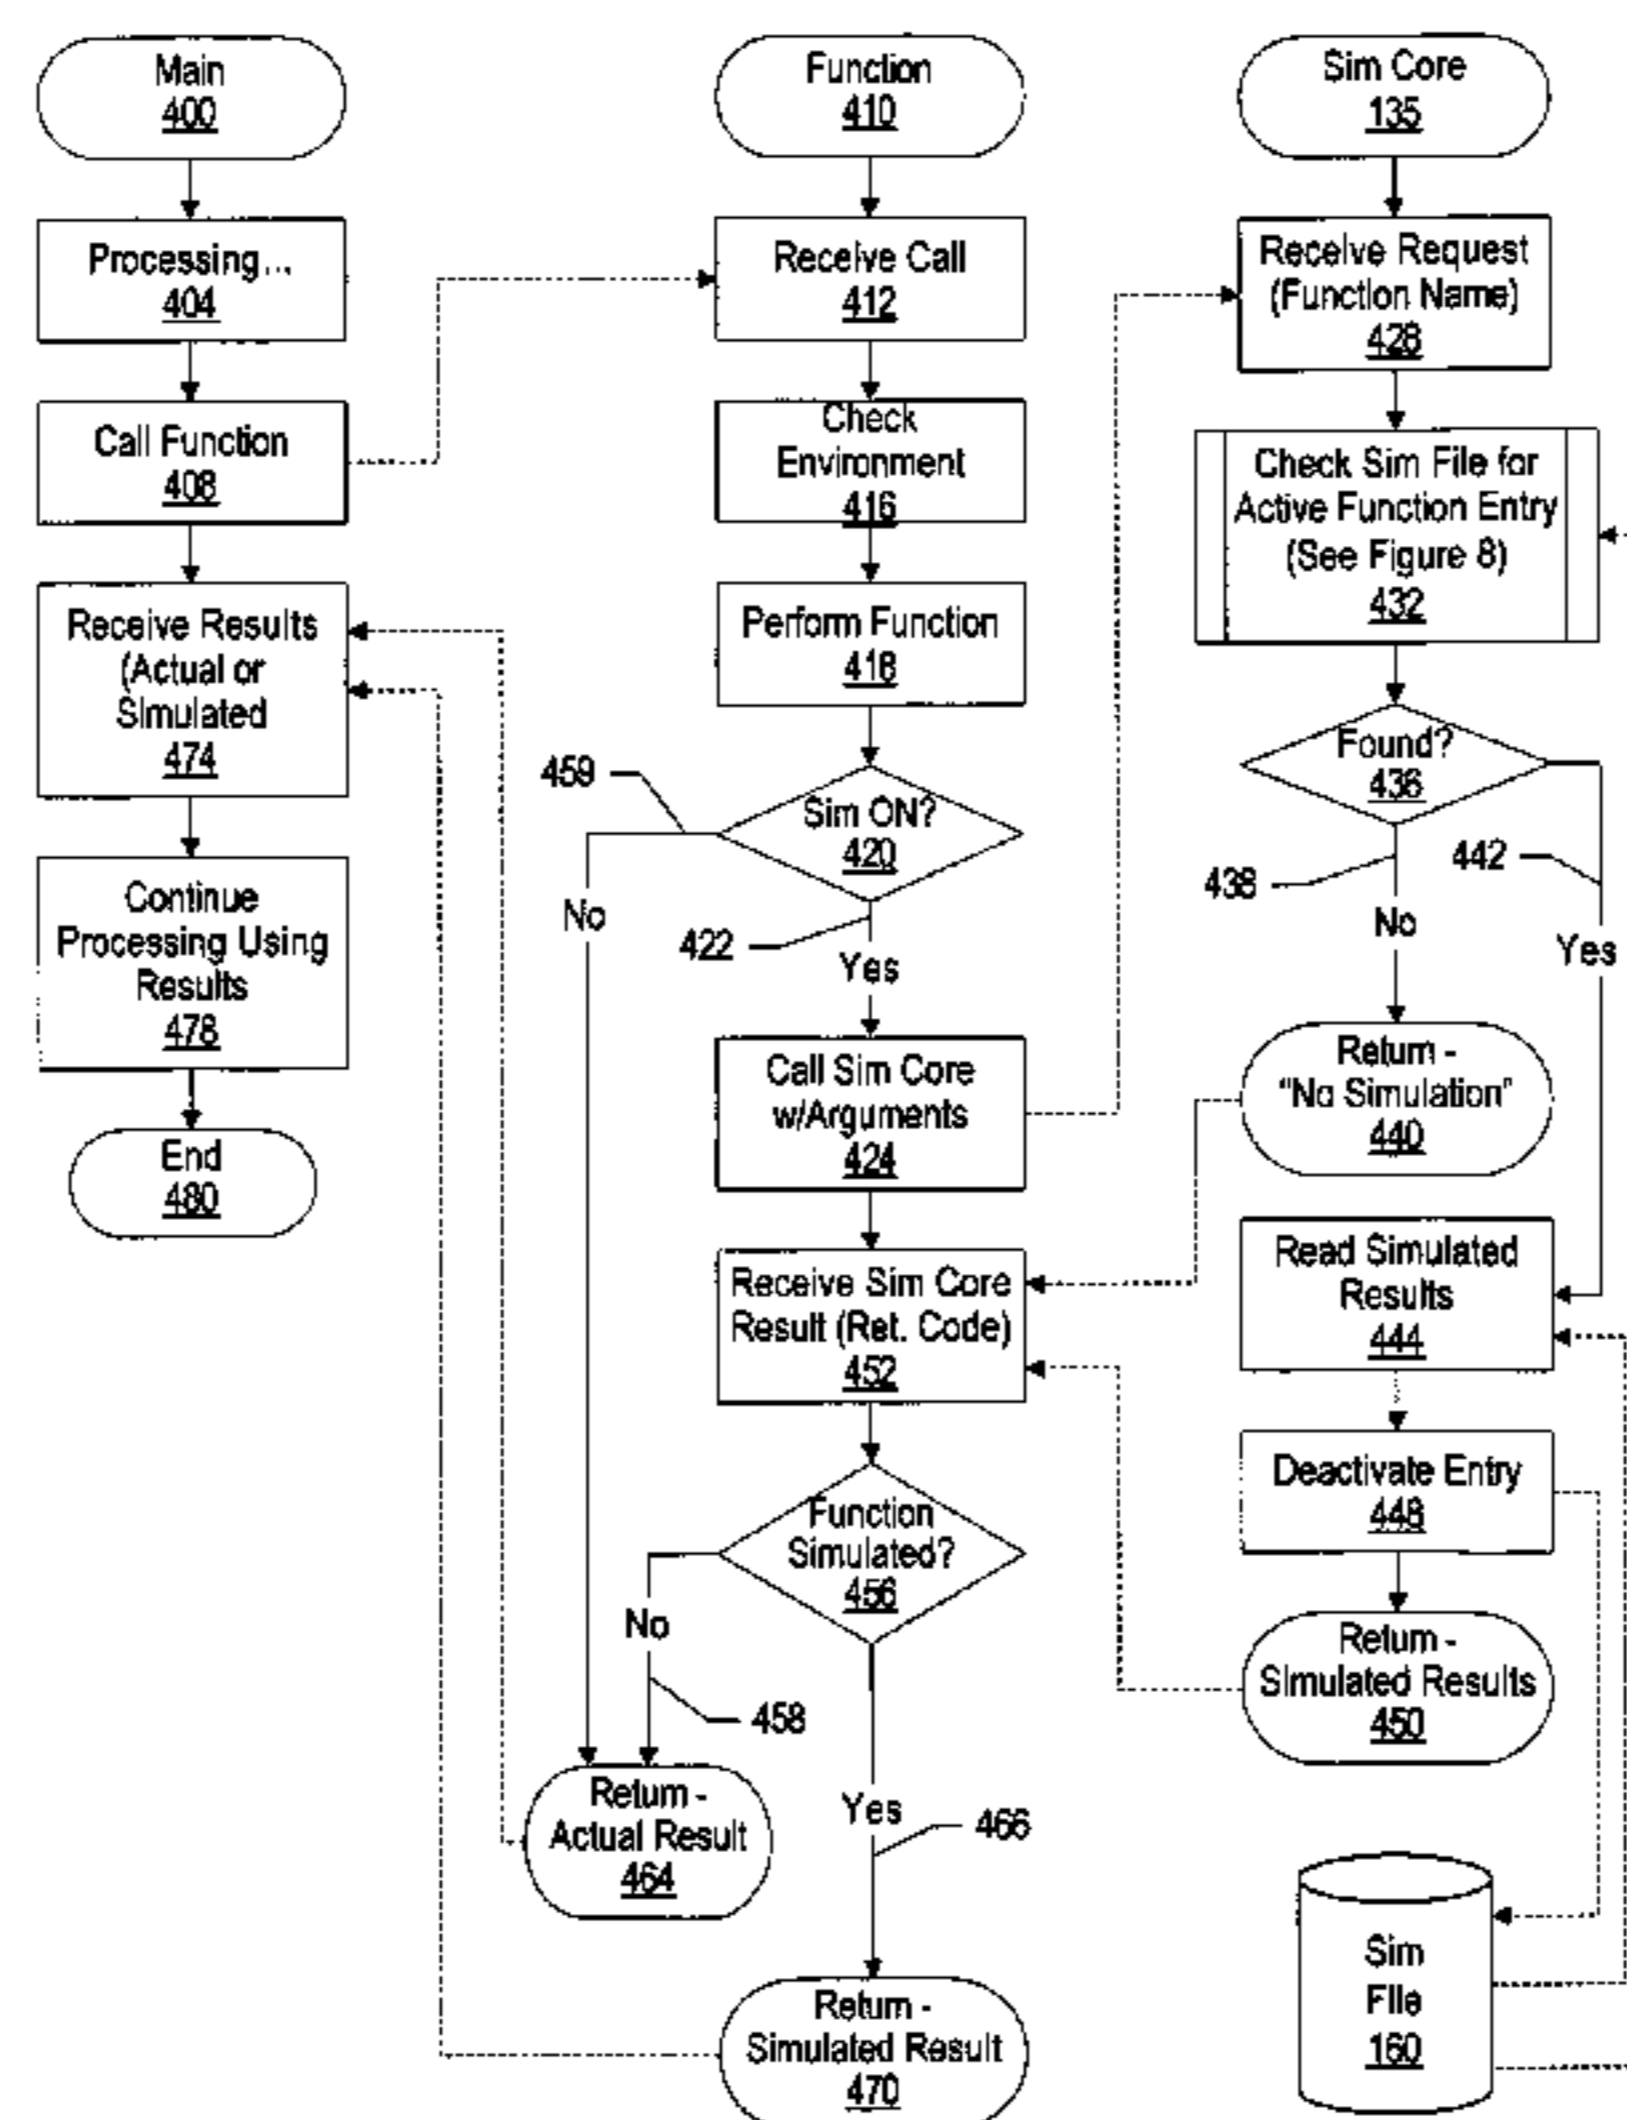 Main
400
Processing...
404
Call Function
408
Receive Results
(Actual or
Simulated
474
Continue
Processing Using
Results
478
End
480
Function
410
Receive Call
412
Check
Environment
416
Perform Function
418
459
Sim ON?
420
No
422
Yes
Call Sim Core
w/Arguments
424
Receive Sim Core
Result (Ret. Code)
452
Function
Simulated?
456
No
458
Yes
466
Return -
Actual Result
464
Return -
Simulated Result
470
Sim Core
135
Receive Request
(Function Name)
428
Check Sim File for
Active Function Entry
(See Figure 8)
432
Found?
436
438
442
No
Yes
Return -
"No Simulation"
440
Read Simulated
Results
444
Deactivate Entry
448
Return -
Simulated Results
450
Sim
File
160